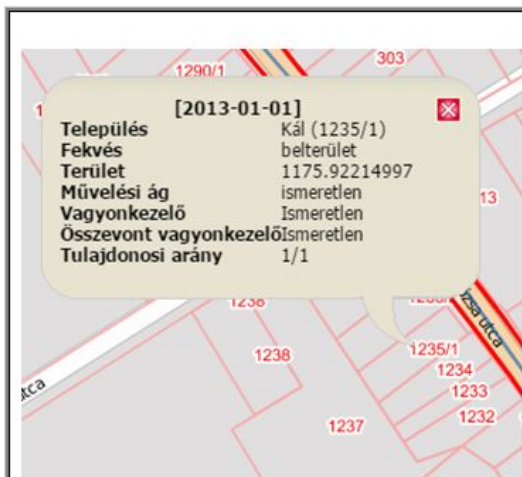 303
1290/1
[2013-01-01]
Település Kál (1235/1)
Fekvés belterület
Terület 1175.92214997
Művelési ág ismeretlen
Vagyonkezelő Ismeretlen
Összevont vagyonkezelő Ismeretlen
Tulajdonosi arány 1/1
13
1238
1238
1235/1
1234
1233
1232
1237
utca